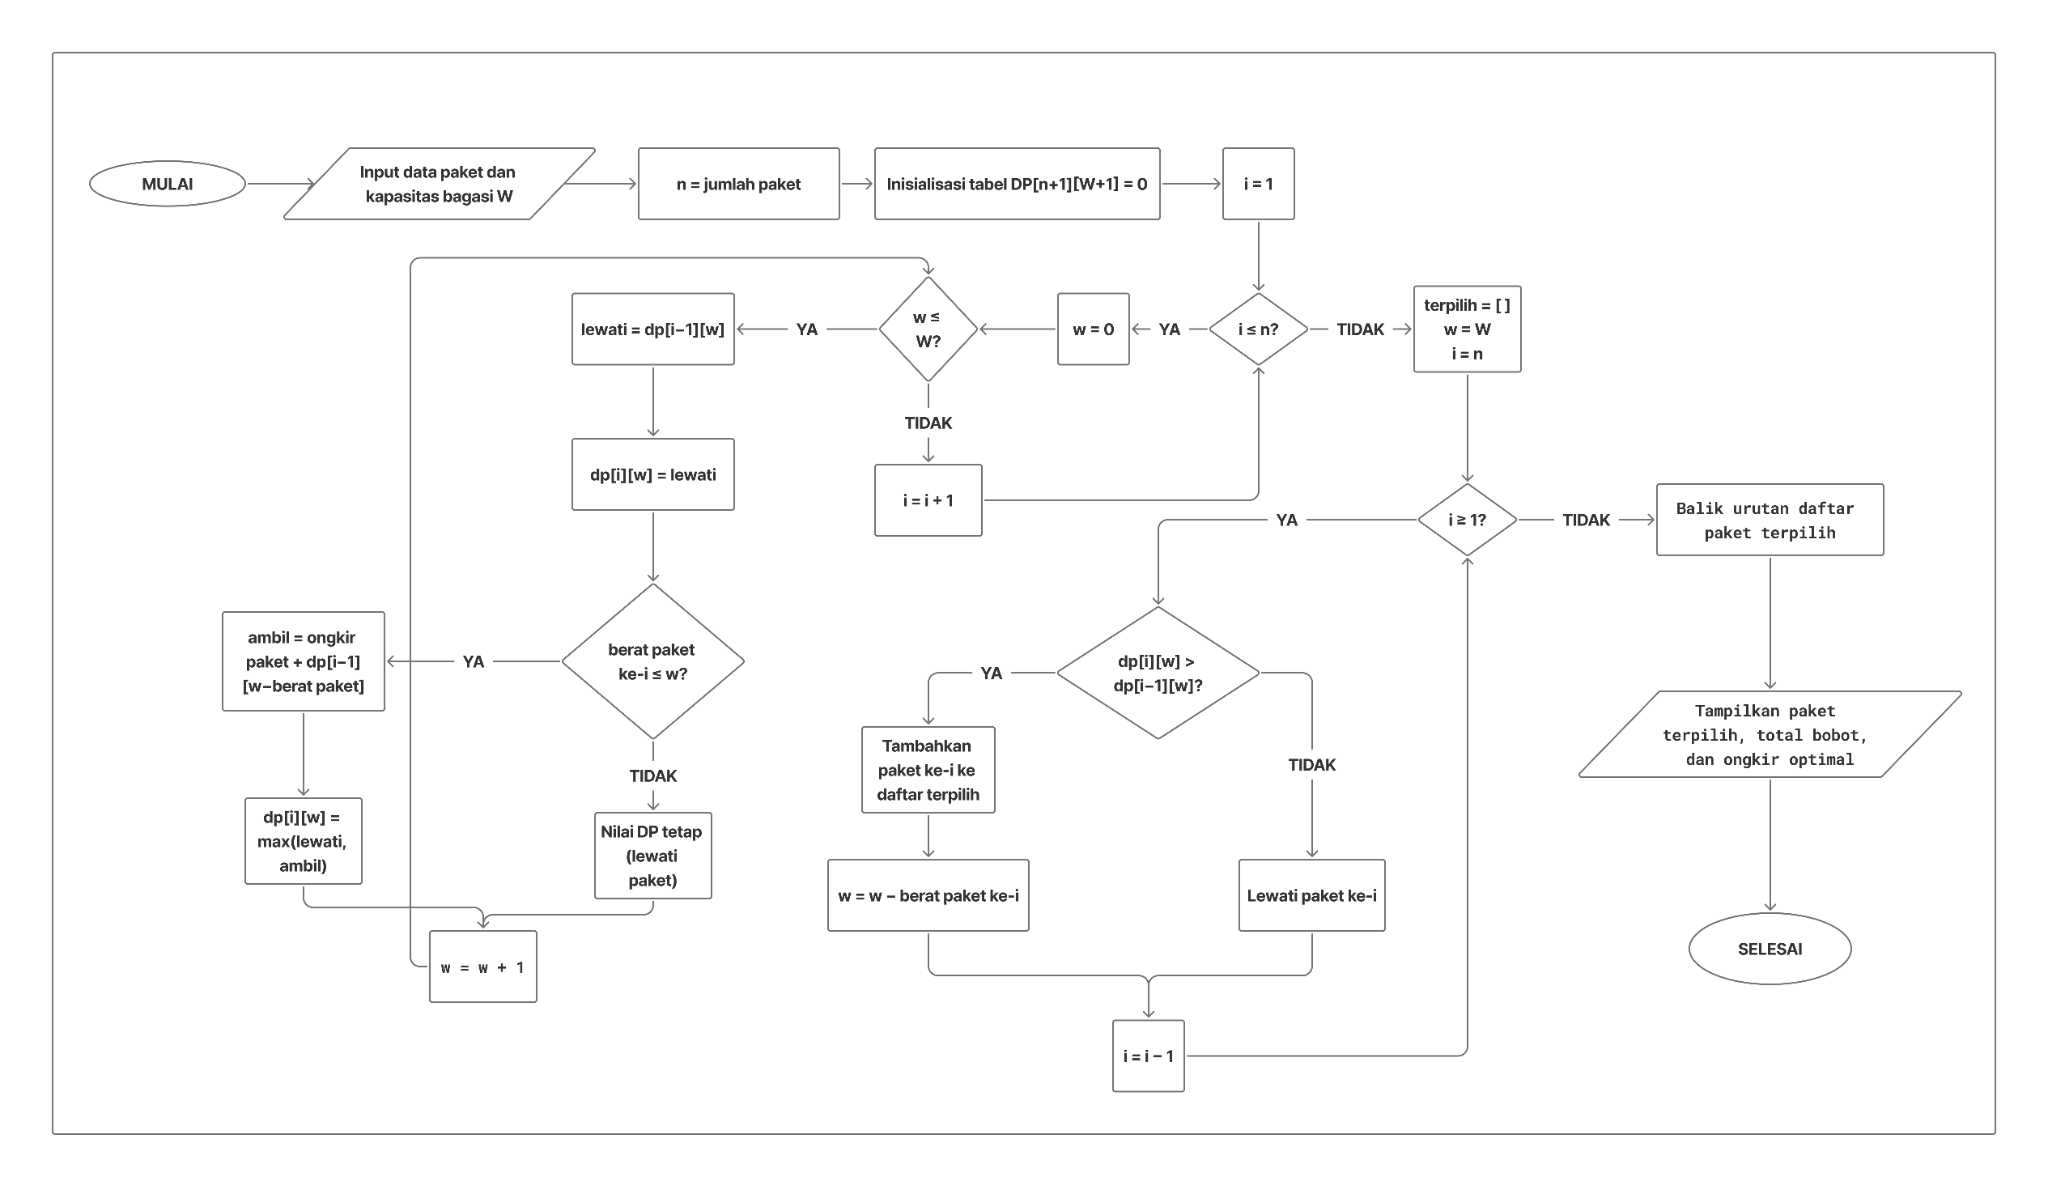 MULAI
Input data paket dan
kapasitas bagasi W
n = jumlah paket
Inisialisasi tabel DP[n+1][W+1] = 0
i = 1
i ≤ n?
YA
TIDAK
w = 0
w ≤
W?
YA
TIDAK
i = i + 1
lewati = dp[i−1][w]
dp[i][w] = lewati
berat paket
ke-i ≤ w?
YA
TIDAK
ambil = ongkir
paket + dp[i−1]
[w−berat paket]
dp[i][w] =
max(lewati,
ambil)
Nilai DP tetap
(lewati
paket)
w = w + 1
terpilih = [ ]
w = W
i = n
i ≥ 1?
YA
TIDAK
dp[i][w] >
dp[i−1][w]?
YA
TIDAK
Tambahkan
paket ke-i ke
daftar terpilih
w = w − berat paket ke-i
Lewati paket ke-i
i = i − 1
Balik urutan daftar
paket terpilih
Tampilkan paket
terpilih, total bobot,
dan ongkir optimal
SELESAI